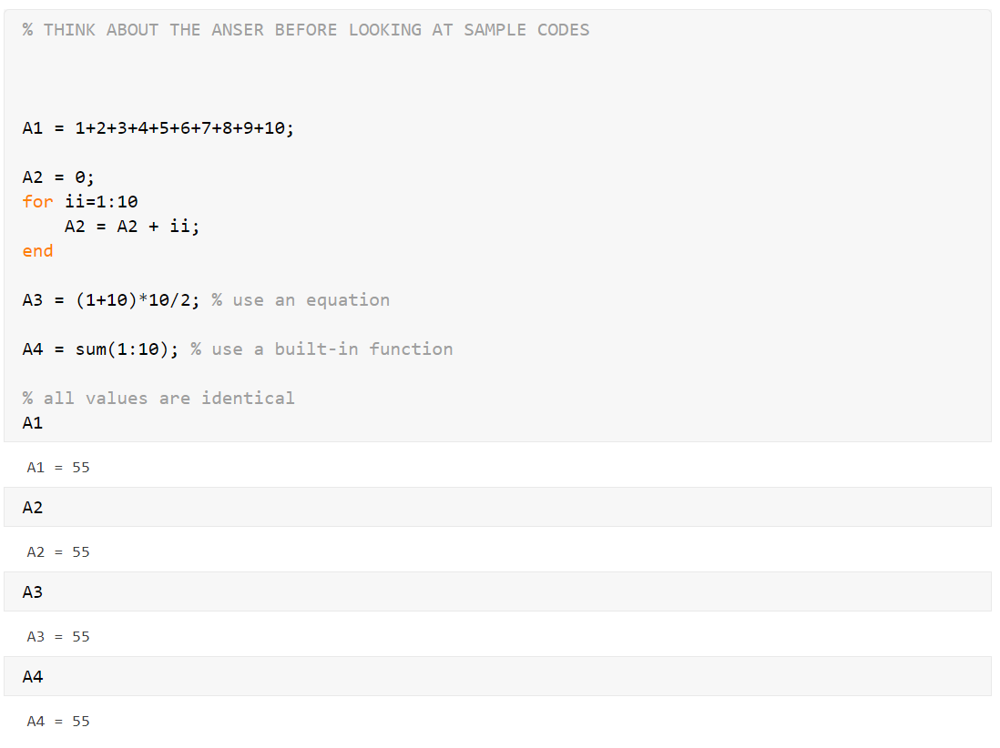 % THINK ABOUT THE ANSER BEFORE LOOKING AT SAMPLE CODES
A1 = 1+2+3+4+5+6+7+8+9+10;
A2 = 0;
for ii=1:10
    A2 = A2 + ii;
end
A3 = (1+10)*10/2; % use an equation
A4 = sum(1:10); % use a built-in function
% all values are identical
A1
A1 = 55
A2
A2 = 55
A3
A3 = 55
A4
A4 = 55